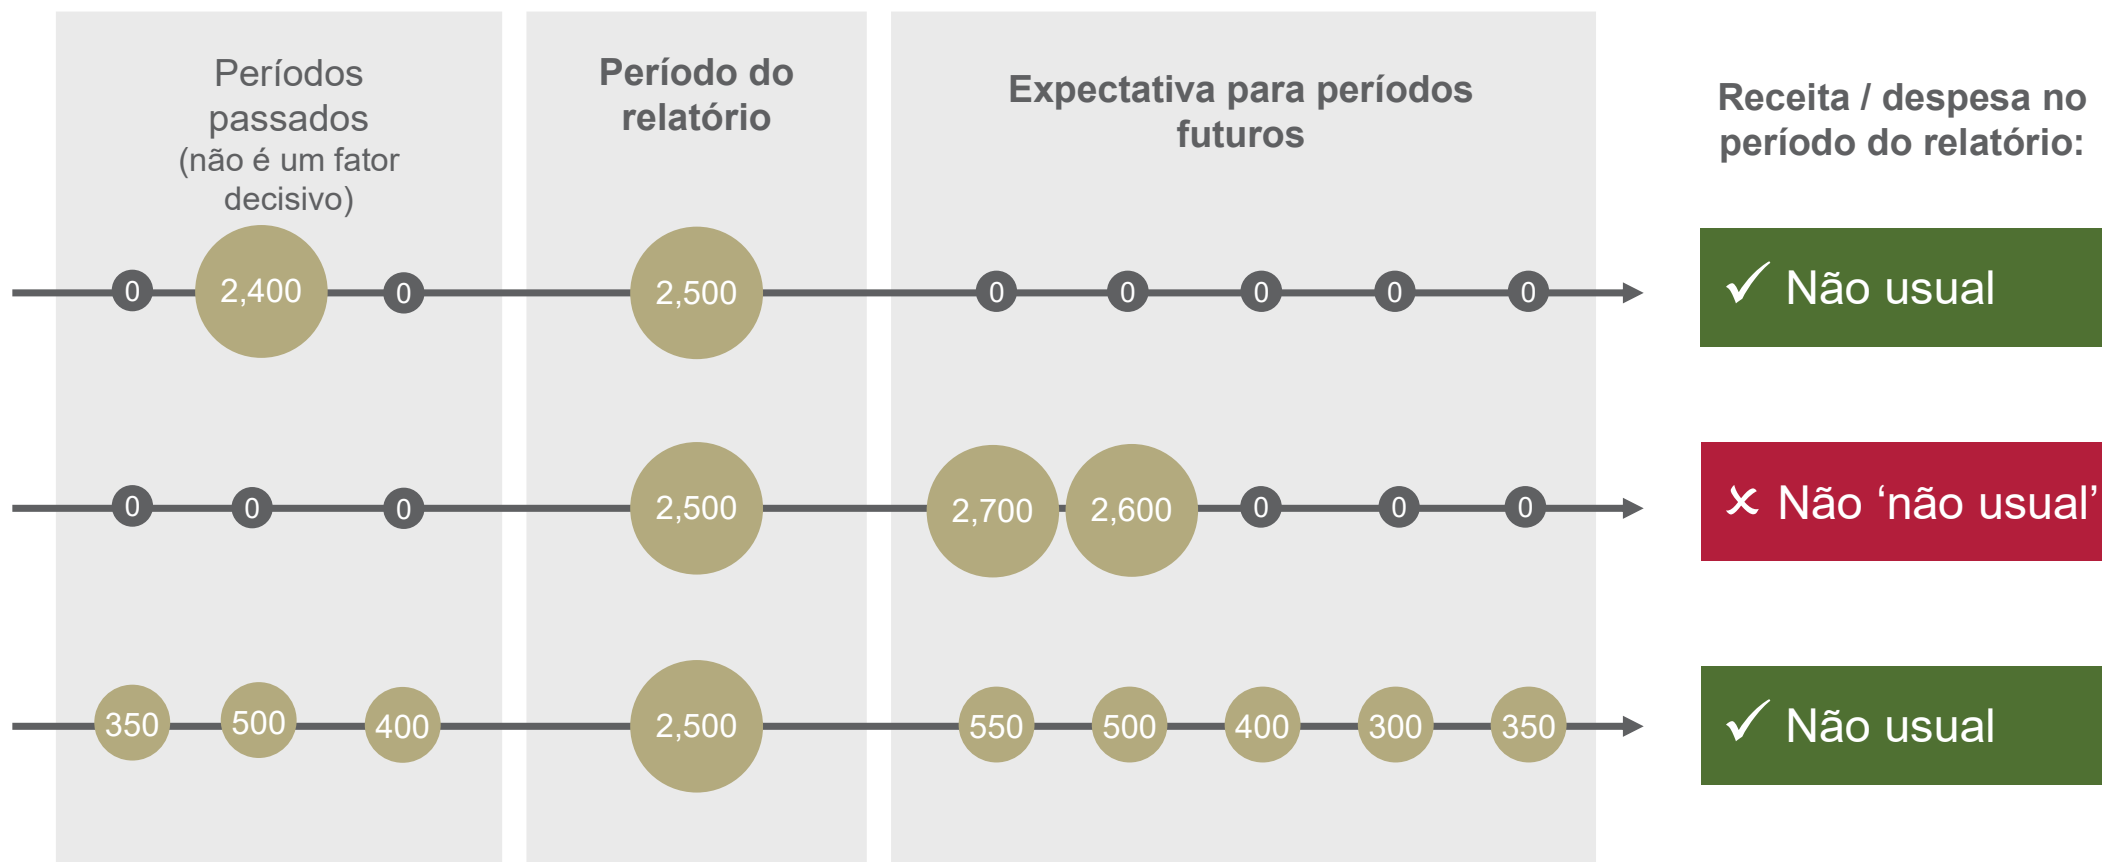 Períodos
passados
(não é um fator
decisivo)
Período do
relatório
Expectativa para períodos
futuros
Receita / despesa no
período do relatório:
0 2,400 0 2,500 0 0 0 0 0
✓ Não usual
0 0 0 2,500 2,700 2,600 0 0 0
× Não ‘não usual’
350 500 400 2,500 550 500 400 300 350
✓ Não usual